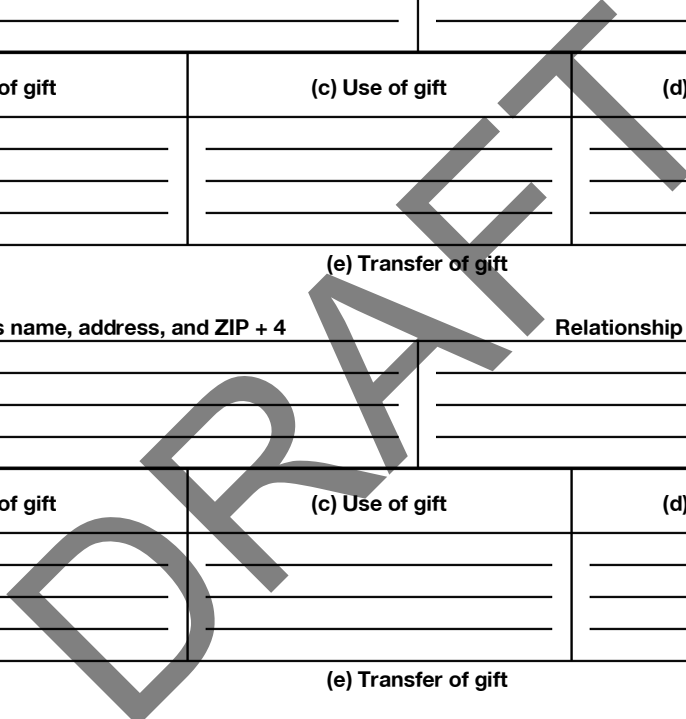 of gift (c) Use of gift (d)
(e) Transfer of gift
s name, address, and ZIP + 4 Relationship
of gift (c) Use of gift (d)
(e) Transfer of gift
DRAFT